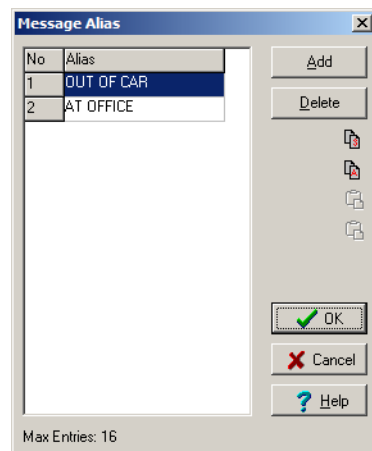 Message Alias
No Alias
1 OUT OF CAR
2 AT OFFICE
Add
Delete
OK
Cancel
Help
Max Entries: 16